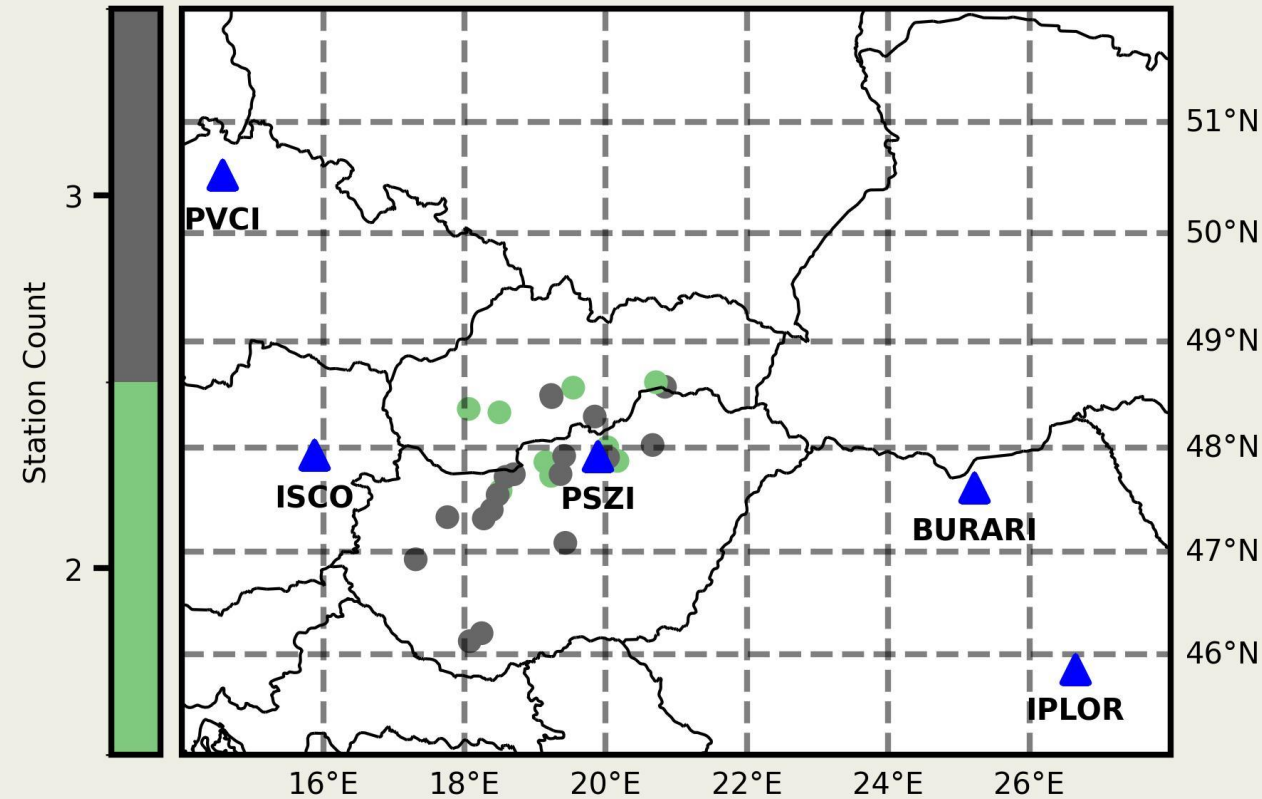 Station Count
3
2
PVCI
ISCO
PSZI
BURARI
IPLOR
51°N
50°N
49°N
48°N
47°N
46°N
16°E 18°E 20°E 22°E 24°E 26°E